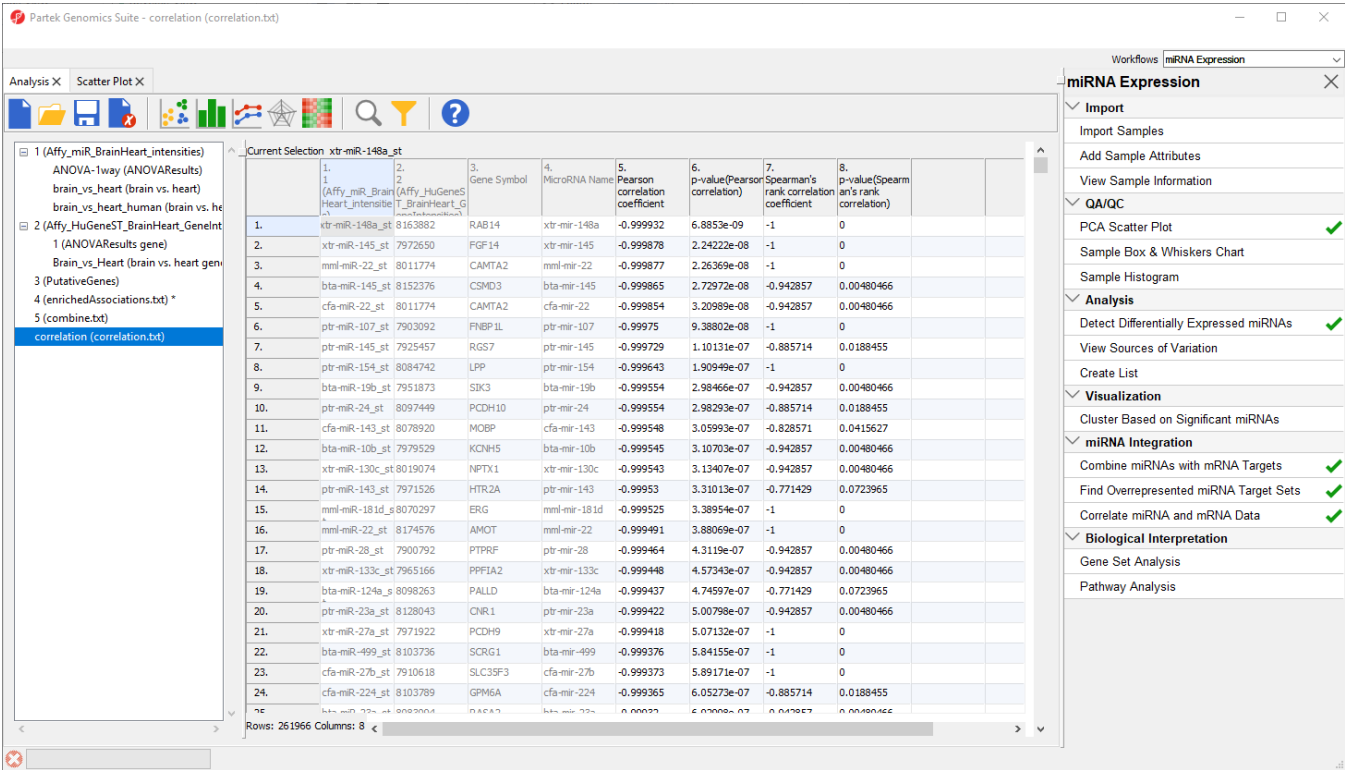 Partek Genomics Suite - correlation (correlation.txt)
Workflows miRNA Expression
Analysis X Scatter Plot X
miRNA Expression
Import
Import Samples
Add Sample Attributes
View Sample Information
QA/QC
PCA Scatter Plot
Sample Box & Whiskers Chart
Sample Histogram
Analysis
Detect Differentially Expressed miRNAs
View Sources of Variation
Create List
Visualization
Cluster Based on Significant miRNAs
miRNA Integration
Combine miRNAs with mRNA Targets
Find Overrepresented miRNA Target Sets
Correlate miRNA and mRNA Data
Biological Interpretation
Gene Set Analysis
Pathway Analysis
1 (Affy_miR_BrainHeart_intensities)
ANOVA-1way (ANOVAResults)
brain_vs_heart (brain vs. heart)
brain_vs_heart_human (brain vs. he
2 (Affy_HuGeneST_BrainHeart_GeneInt
1 (ANOVAResults gene)
Brain_vs_Heart (brain vs. heart gen
3 (PutativeGenes)
4 (enrichedAssociations.txt) *
5 (combine.txt)
correlation (correlation.txt)
Current Selection xtr-miR-148a_st
1. 2. 3. 4. 5. 6. 7. 8.
1 (Affy_miR_Brain Heart_intensitie
2 (Affy_HuGeneS T_BrainHeart_G
Gene Symbol
MicroRNA Name
Pearson correlation coefficient
p-value(Pearson correlation)
Spearman's rank correlation coefficient
p-value(Spearm an's rank correlation)
1. xtr-miR-148a_st 8163882 RAB14 xtr-mir-148a -0.999932 6.8853e-09 -1 0
2. xtr-miR-145_st 7972650 FGF14 xtr-mir-145 -0.999878 2.24222e-08 -1 0
3. mml-miR-22_st 8011774 CAMTA2 mml-mir-22 -0.999877 2.26369e-08 -1 0
4. bta-miR-145_st 8152376 CSMD3 bta-mir-145 -0.999865 2.72972e-08 -0.942857 0.00480466
5. cfa-miR-22_st 8011774 CAMTA2 cfa-mir-22 -0.999854 3.20989e-08 -0.942857 0.00480466
6. ptr-miR-107_st 7903092 FNBP1L ptr-mir-107 -0.99975 9.38802e-08 -1 0
7. ptr-miR-145_st 7925457 RGS7 ptr-mir-145 -0.999729 1.10131e-07 -0.885714 0.0188455
8. ptr-miR-154_st 8084742 LPP ptr-mir-154 -0.999643 1.90949e-07 -1 0
9. bta-miR-19b_st 7951873 SIK3 bta-mir-19b -0.999554 2.98466e-07 -0.942857 0.00480466
10. ptr-miR-24_st 8097449 PCDH10 ptr-mir-24 -0.999554 2.98293e-07 -0.885714 0.0188455
11. cfa-miR-143_st 8078920 MOBP cfa-mir-143 -0.999548 3.05993e-07 -0.828571 0.0415627
12. bta-miR-10b_st 7979529 KCNH5 bta-mir-10b -0.999545 3.10703e-07 -0.942857 0.00480466
13. xtr-miR-130c_st 8019074 NPTX1 xtr-mir-130c -0.999543 3.13407e-07 -0.942857 0.00480466
14. ptr-miR-143_st 7971526 HTR2A ptr-mir-143 -0.99953 3.31013e-07 -0.771429 0.0723965
15. mml-miR-181d_s 8070297 ERG mml-mir-181d -0.999525 3.38954e-07 -1 0
16. mml-miR-22_st 8174576 AMOT mml-mir-22 -0.999491 3.88069e-07 -1 0
17. ptr-miR-28_st 7900792 PTPRF ptr-mir-28 -0.999464 4.3119e-07 -0.942857 0.00480466
18. xtr-miR-133c_st 7965166 PPFIA2 xtr-mir-133c -0.999448 4.57343e-07 -0.942857 0.00480466
19. bta-miR-124a_s 8098263 PALLD bta-mir-124a -0.999437 4.74597e-07 -0.771429 0.0723965
20. ptr-miR-23a_st 8128043 CNR1 ptr-mir-23a -0.999422 5.00798e-07 -0.942857 0.00480466
21. xtr-miR-27a_st 7971922 PCDH9 xtr-mir-27a -0.999418 5.07132e-07 -1 0
22. bta-miR-499_st 8103736 SCRG1 bta-mir-499 -0.999376 5.84155e-07 -1 0
23. cfa-miR-27b_st 7910618 SLC35F3 cfa-mir-27b -0.999373 5.89171e-07 -1 0
24. cfa-miR-224_st 8103789 GPM6A cfa-mir-224 -0.999365 6.05273e-07 -0.885714 0.0188455
Rows: 261966 Columns: 8